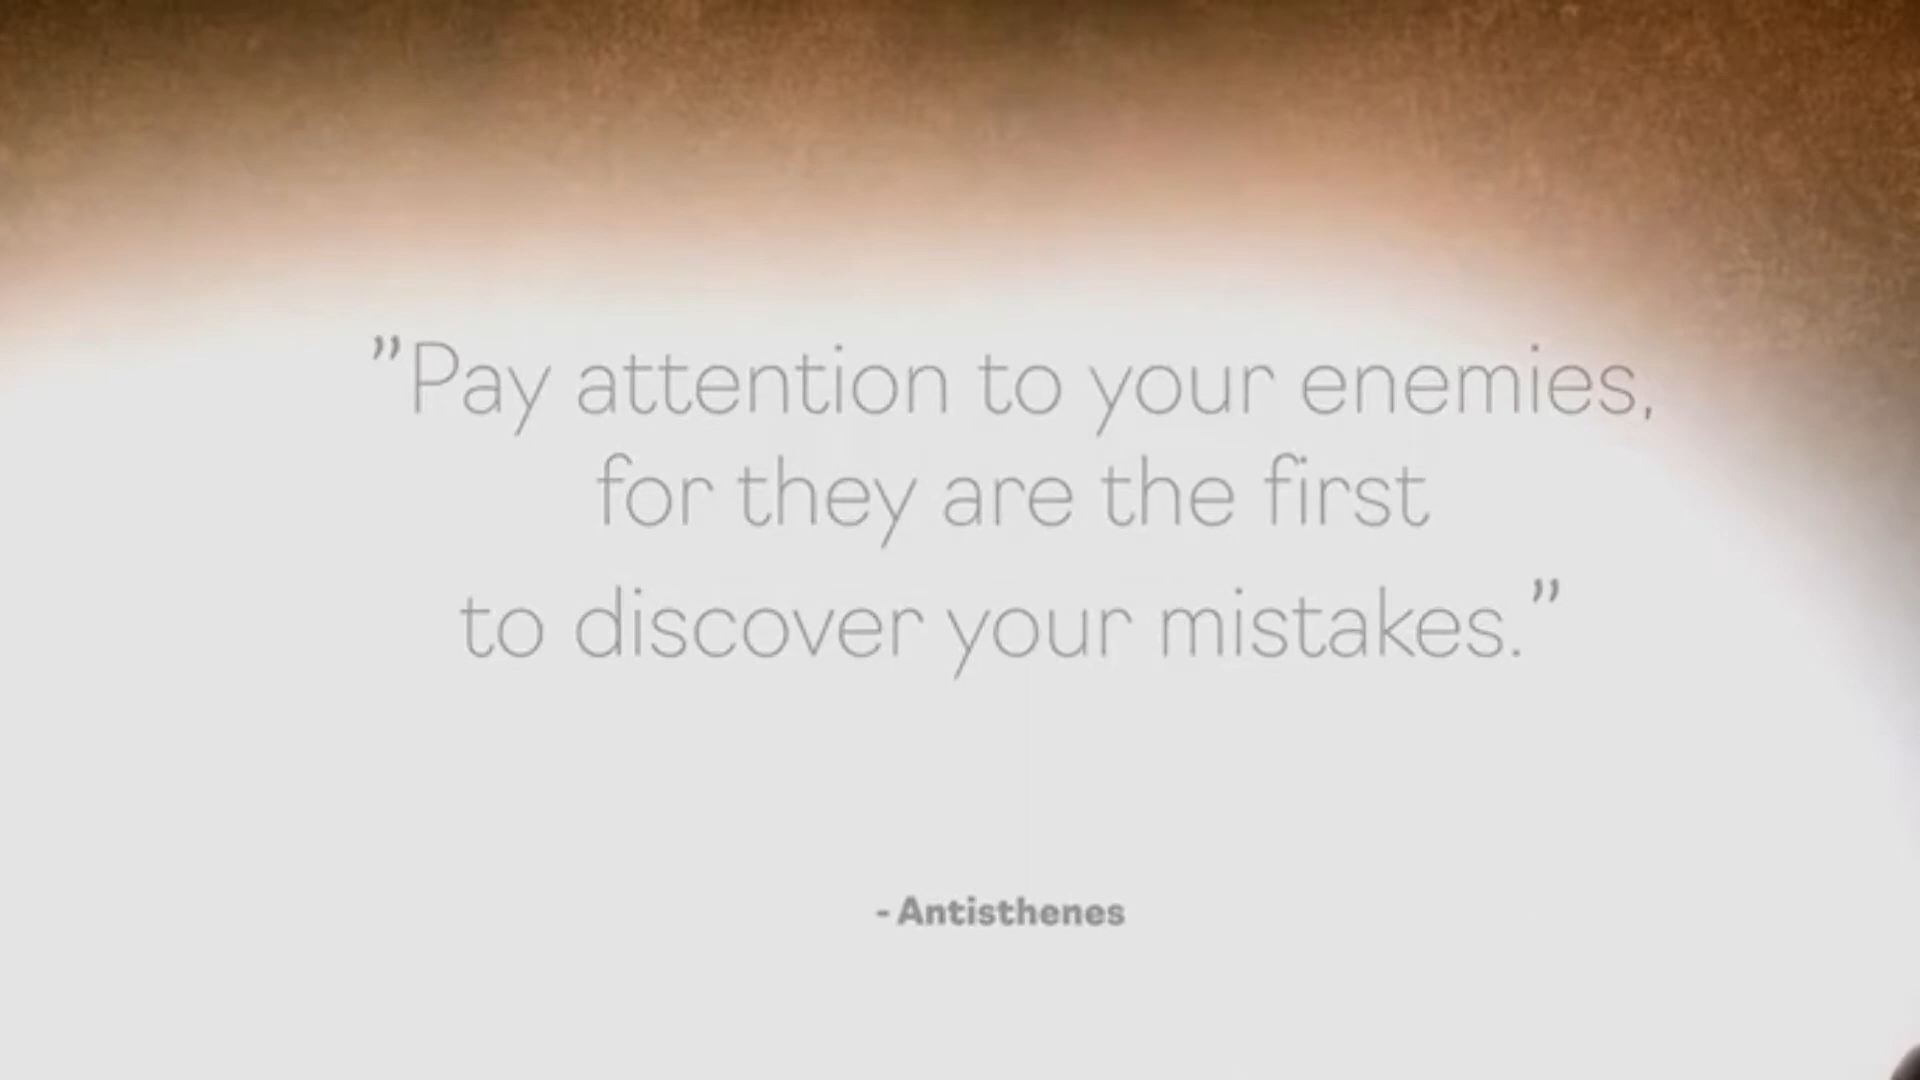 ”Pay attention to your enemies,
for they are the first
to discover your mistakes.”
- Antisthenes